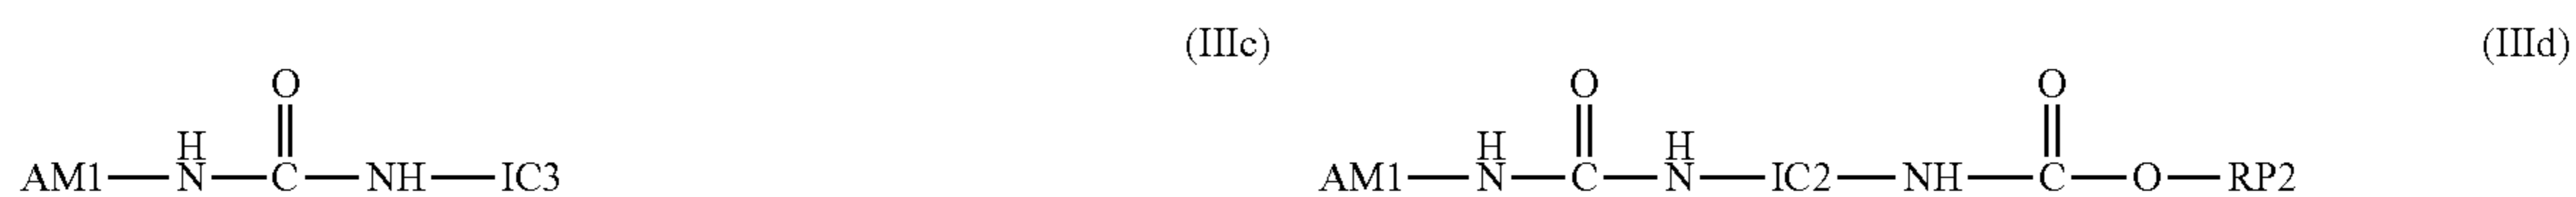 (IIIc) (IIId)
O O O
H H H
AM1—N—C—NH—IC3 AM1—N—C—N—IC2—NH—C—O—RP2